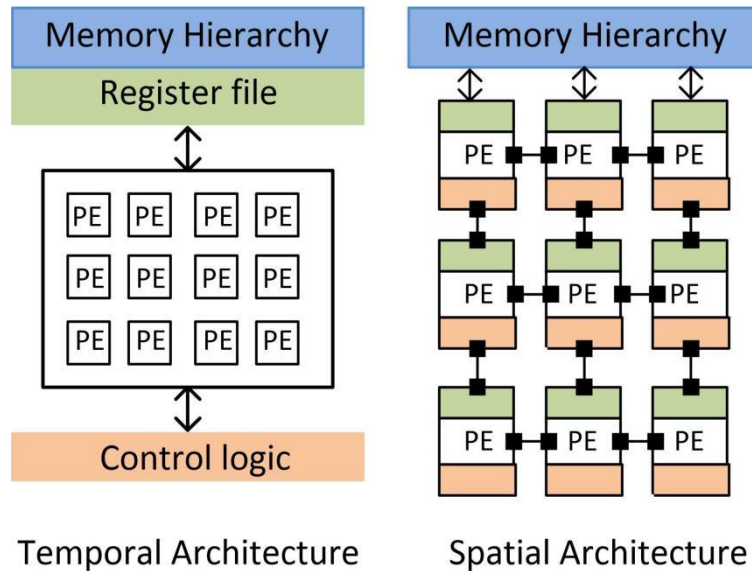 Memory Hierarchy
Register file
PE PE PE PE
PE PE PE PE
PE PE PE PE
Control logic
Temporal Architecture
Memory Hierarchy
PE PE PE
PE PE PE
PE PE PE
Spatial Architecture